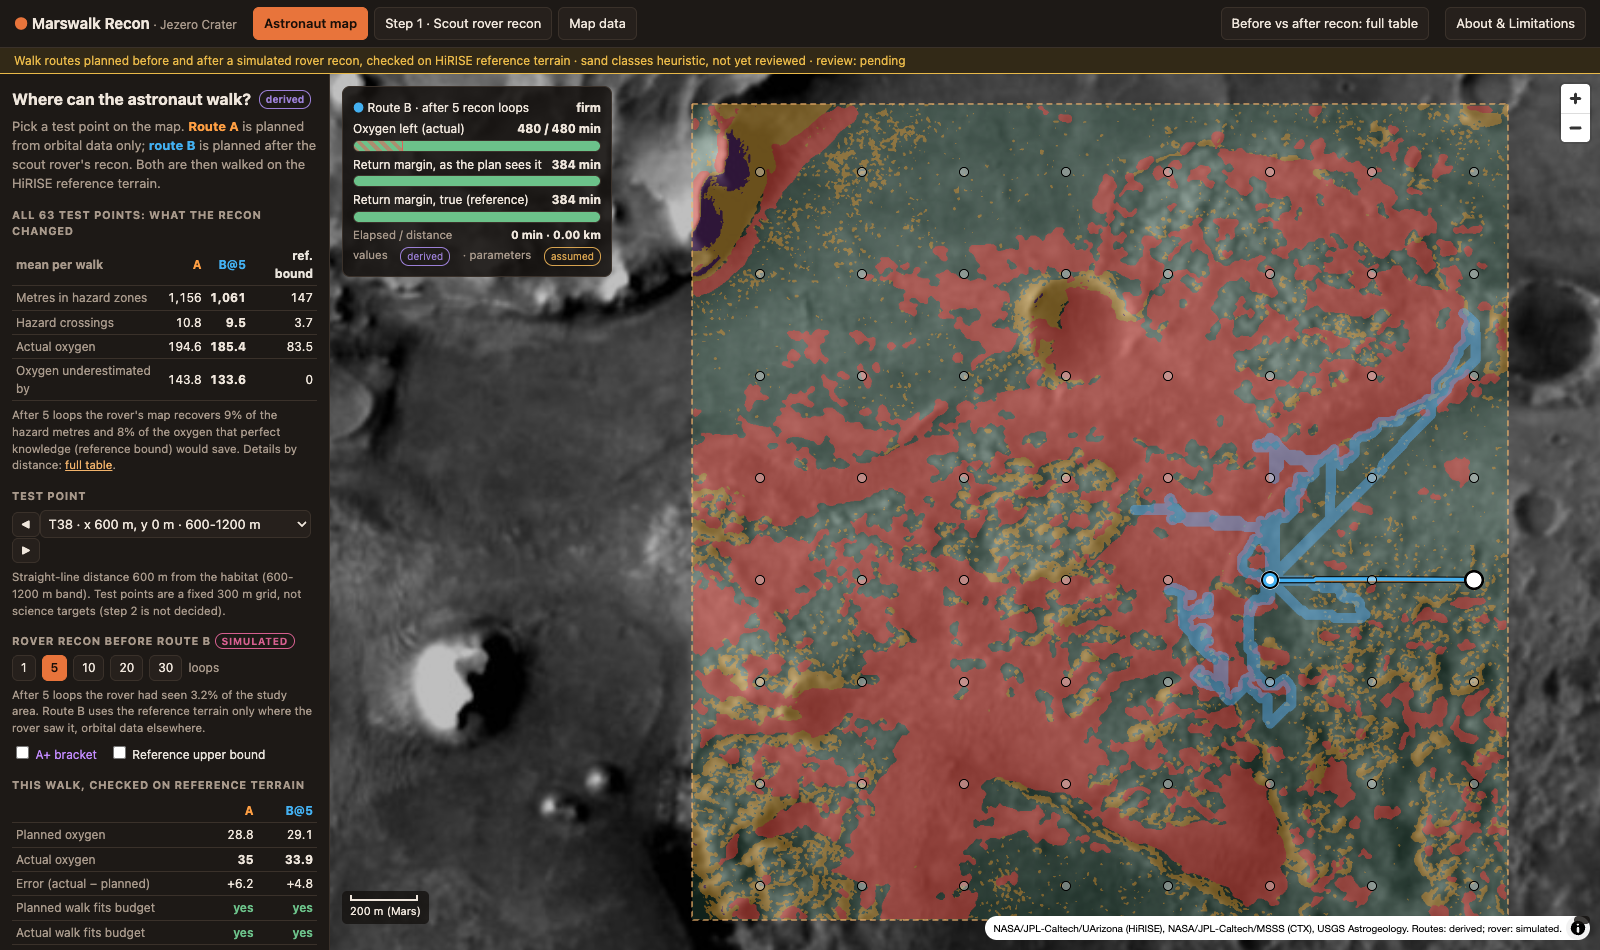 Marswalk Recon · Jezero Crater
Astronaut map
Step 1 · Scout rover recon
Map data
Before vs after recon: full table
About & Limitations
Walk routes planned before and after a simulated rover recon, checked on HiRISE reference terrain · sand classes heuristic, not yet reviewed · review: pending
Where can the astronaut walk? derived
Pick a test point on the map. Route A is planned
from orbital data only; route B is planned after the
scout rover's recon. Both are then walked on the
HiRISE reference terrain.
ALL 63 TEST POINTS: WHAT THE RECON
CHANGED
mean per walk A B@5 ref. bound
Metres in hazard zones 1,156 1,061 147
Hazard crossings 10.8 9.5 3.7
Actual oxygen 194.6 185.4 83.5
Oxygen underestimated by 143.8 133.6 0
After 5 loops the rover's map recovers 9% of the
hazard metres and 8% of the oxygen that perfect
knowledge (reference bound) would save. Details by
distance: full table.
TEST POINT
◀ T38 · x 600 m, y 0 m · 600-1200 m
▶
Straight-line distance 600 m from the habitat (600-
1200 m band). Test points are a fixed 300 m grid, not
science targets (step 2 is not decided).
ROVER RECON BEFORE ROUTE B SIMULATED
1 5 10 20 30 loops
After 5 loops the rover had seen 3.2% of the study
area. Route B uses the reference terrain only where the
rover saw it, orbital data elsewhere.
A+ bracket Reference upper bound
THIS WALK, CHECKED ON REFERENCE TERRAIN
A B@5
Planned oxygen 28.8 29.1
Actual oxygen 35 33.9
Error (actual − planned) +6.2 +4.8
Planned walk fits budget yes yes
Actual walk fits budget yes yes
Route B · after 5 recon loops firm
Oxygen left (actual) 480 / 480 min
Return margin, as the plan sees it 384 min
Return margin, true (reference) 384 min
Elapsed / distance 0 min · 0.00 km
values derived · parameters assumed
+
−
200 m (Mars)
NASA/JPL-Caltech/UArizona (HiRISE), NASA/JPL-Caltech/MSSS (CTX), USGS Astrogeology. Routes: derived; rover: simulated.